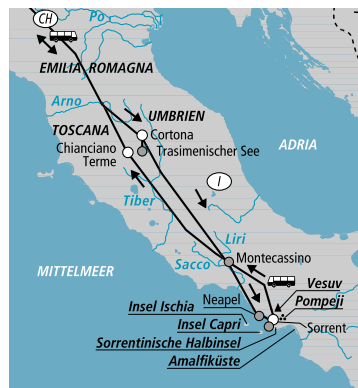 CH
Po
EMILIA ROMAGNA
Arno
UMBRIEN
TOSCANA
Cortona
Chianciano
Terme
Trasimenischer See
ADRIA
I
Tiber
Liri
Sacco
Montecassino
MITTELMEER
Vesuv
Insel Ischia
Neapel
Pompeji
Insel Capri
Sorrent
Sorrentinische Halbinsel
Amalfiküste